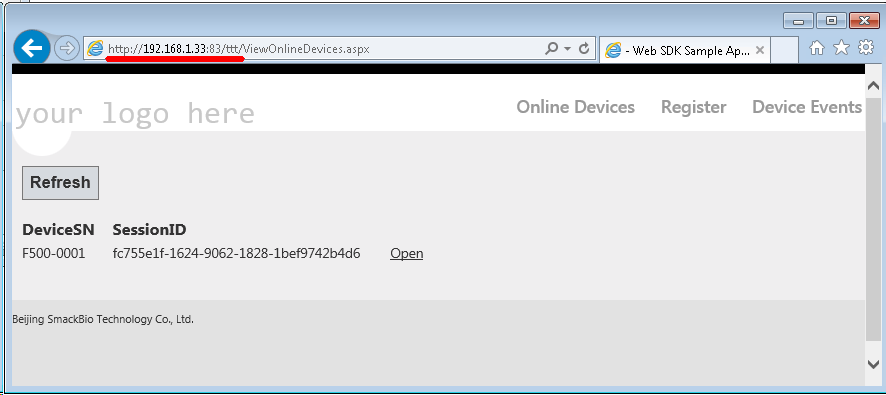 http://192.168.1.33:83/ttt/ViewOnlineDevices.aspx
- Web SDK Sample Ap...
your logo here
Online Devices Register Device Events
Refresh
DeviceSN SessionID
F500-0001 fc755e1f-1624-9062-1828-1bef9742b4d6 Open
Beijing SmackBio Technology Co., Ltd.